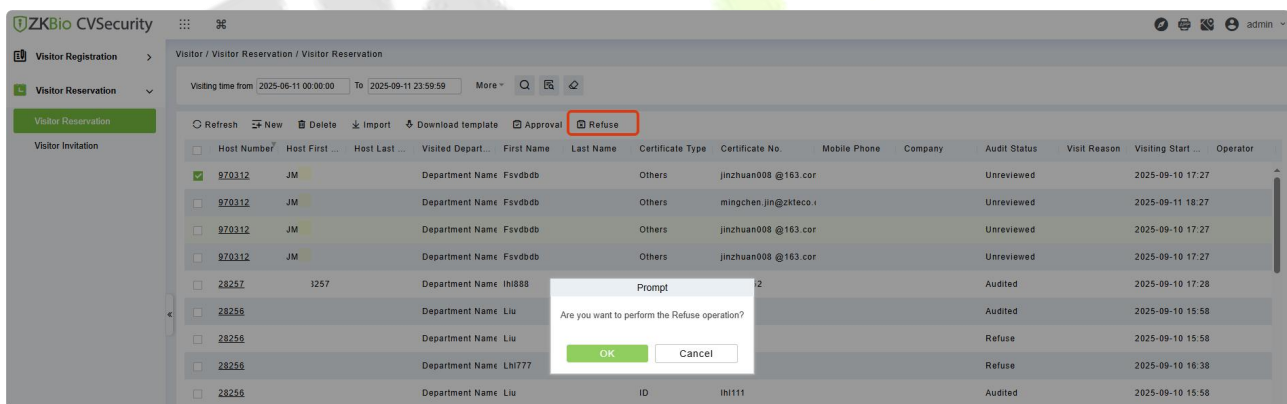 ZKBio CVSecurity
admin
Visitor Registration
Visitor / Visitor Reservation / Visitor Reservation
Visitor Reservation
Visiting time from 2025-06-11 00:00:00 To 2025-09-11 23:59:59 More
Visitor Reservation
Visitor Invitation
Refresh New Delete Import Download template Approval Refuse
Host Number Host First ... Host Last ... Visited Depart... First Name Last Name Certificate Type Certificate No. Mobile Phone Company Audit Status Visit Reason Visiting Start ... Operator
970312 JM Department Name Fsvdbdb Others jinzhuan008 @163.cor Unreviewed 2025-09-10 17:27
970312 JM Department Name Fsvdbdb Others mingchen.jin@zkteco. Unreviewed 2025-09-11 18:27
970312 JM Department Name Fsvdbdb Others jinzhuan008 @163.cor Unreviewed 2025-09-10 17:27
970312 JM Department Name Fsvdbdb Others jinzhuan008 @163.cor Unreviewed 2025-09-10 17:27
28257 3257 Department Name lhl888 2 Audited 2025-09-10 17:28
28256 Department Name Liu Audited 2025-09-10 15:58
28256 Department Name Liu Refuse 2025-09-10 15:58
28256 Department Name Lhl777 Refuse 2025-09-10 16:38
28256 Department Name Liu ID lhl111 Audited 2025-09-10 15:58
Prompt
Are you want to perform the Refuse operation?
OK Cancel